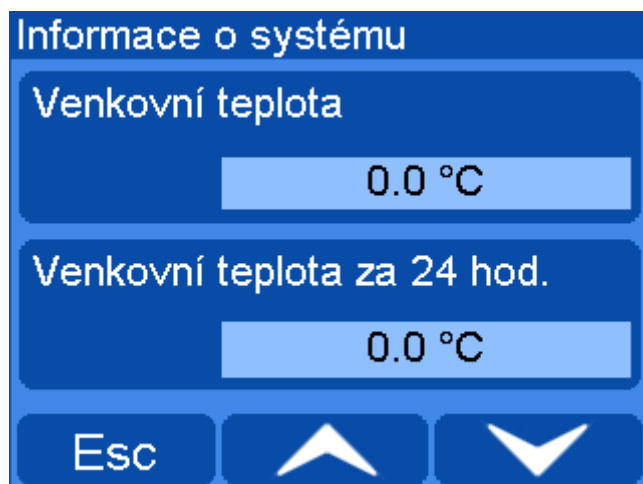 Informace o systému
Venkovní teplota
0.0 °C
Venkovní teplota za 24 hod.
0.0 °C
Esc